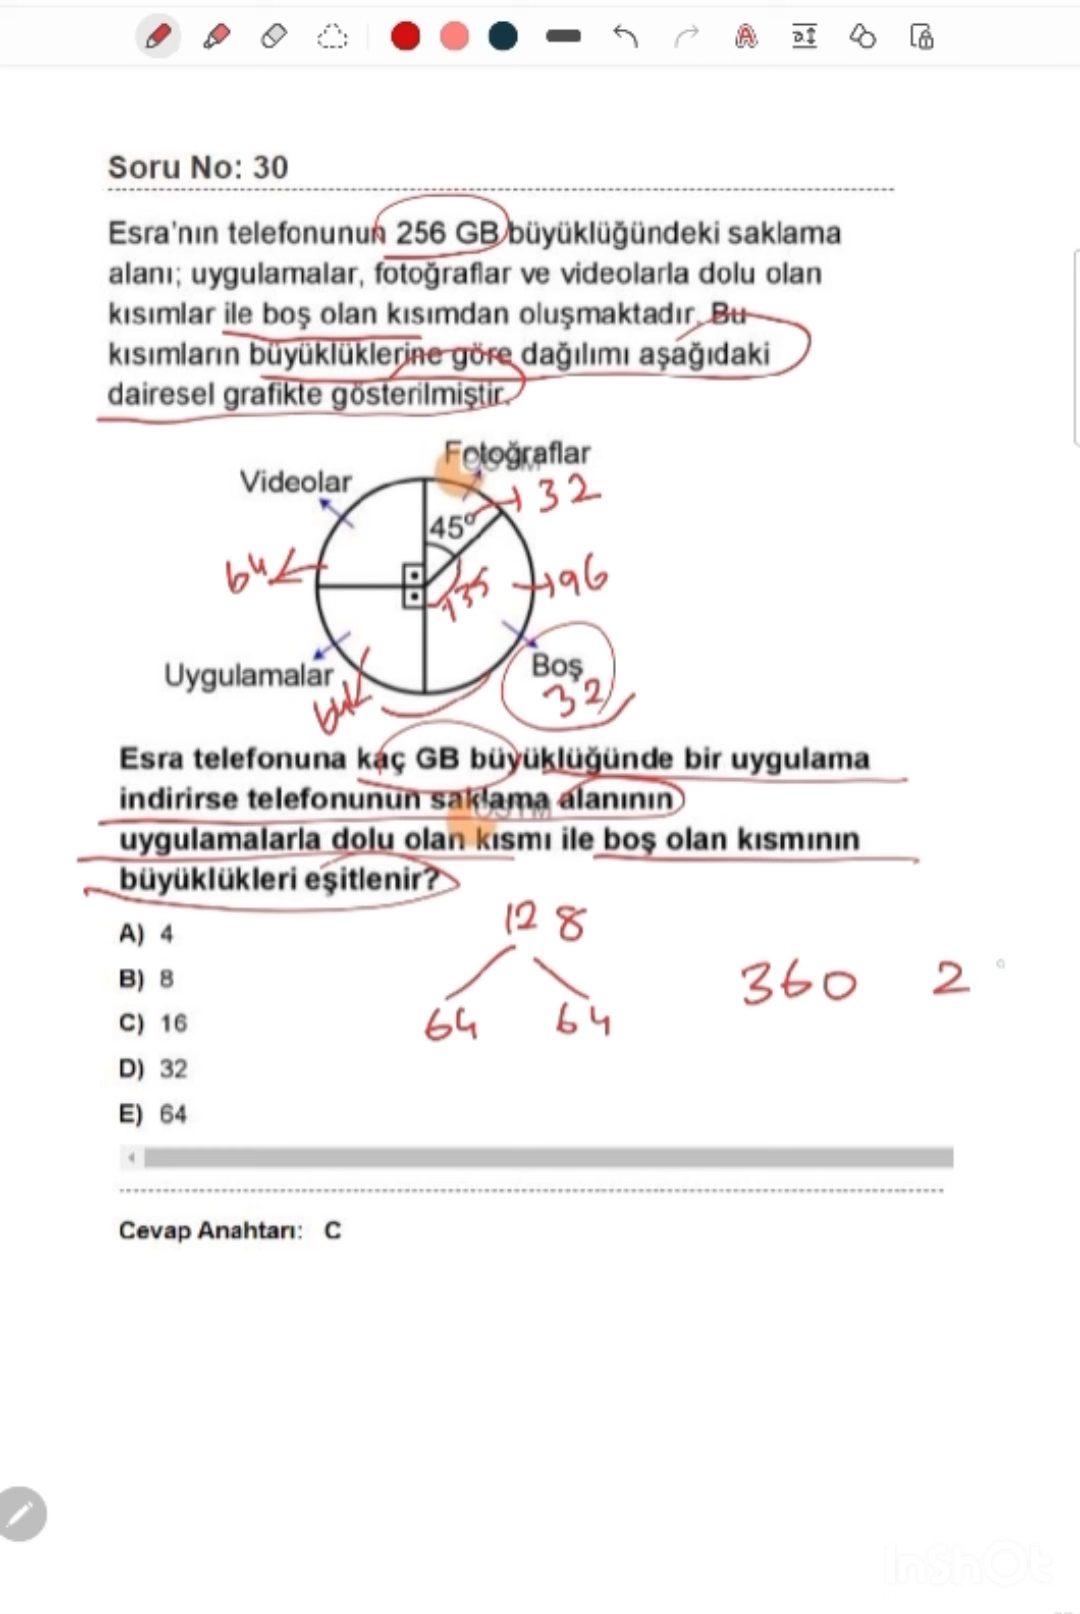 Soru No: 30
Esra'nın telefonunun 256 GB büyüklüğündeki saklama
alanı; uygulamalar, fotoğraflar ve videolarla dolu olan
kısımlar ile boş olan kısımdan oluşmaktadır. Bu
kısımların büyüklüklerine göre dağılımı aşağıdaki
dairesel grafikte gösterilmiştir.
Fotoğraflar
Videolar
32
45°
64
135
96
Uygulamalar
Boş
64
32
Esra telefonuna kaç GB büyüklüğünde bir uygulama
indirirse telefonunun saklama alanının
uygulamalarla dolu olan kısmı ile boş olan kısmının
büyüklükleri eşitlenir?
A) 4
B) 8
C) 16
D) 32
E) 64
128
64 64
360 2
Cevap Anahtarı: C
InShOt